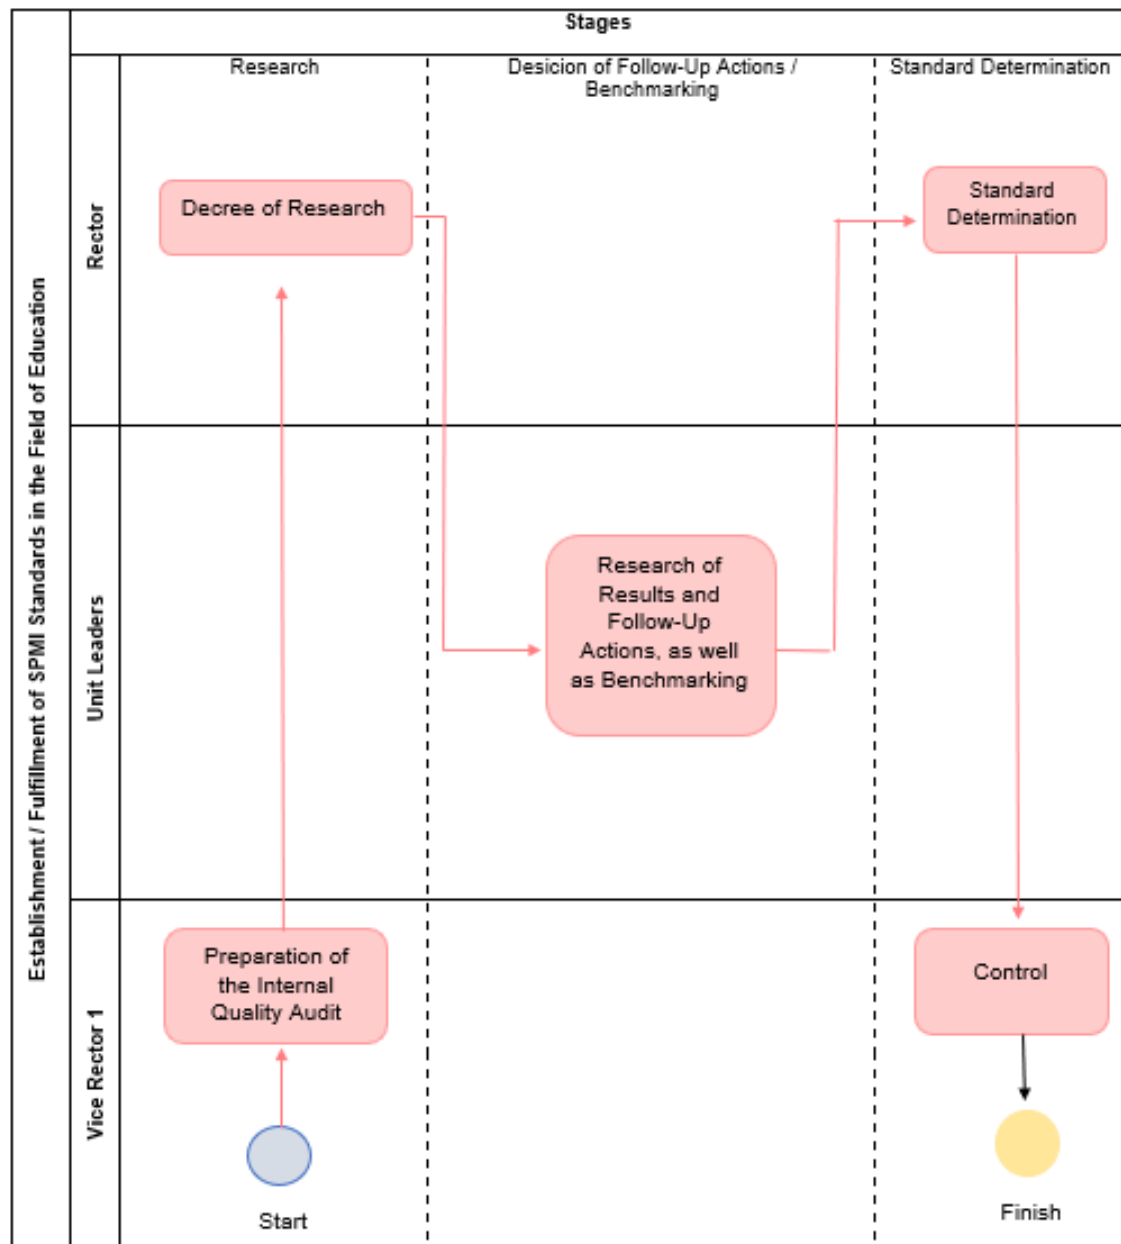 Stages
Research
Desicion of Follow-Up Actions /
Benchmarking
Standard Determination
Establishment / Fulfillment of SPMI Standards in the Field of Education
Rector
Decree of Research
Standard
Determination
Unit Leaders
Research of
Results and
Follow-Up
Actions, as well
as Benchmarking
Vice Rector 1
Preparation of
the Internal
Quality Audit
Control
Start
Finish